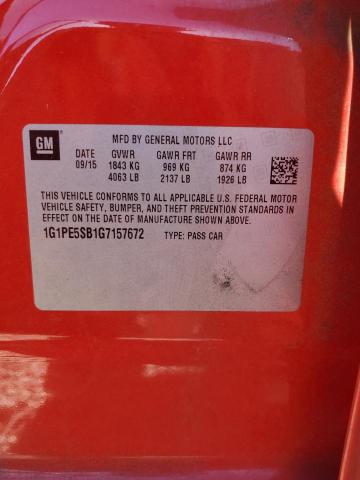 GM
MFD BY GENERAL MOTORS LLC
DATE GVWR GAWR FRT GAWR RR
09/15 1843 KG 969 KG 874 KG
4063 LB 2137 LB 1926 LB
THIS VEHICLE CONFORMS TO ALL APPLICABLE U.S. FEDERAL MOTOR
VEHICLE SAFETY, BUMPER, AND THEFT PREVENTION STANDARDS IN
EFFECT ON THE DATE OF MANUFACTURE SHOWN ABOVE.
1G1PE5SB1G7157672 TYPE: PASS CAR